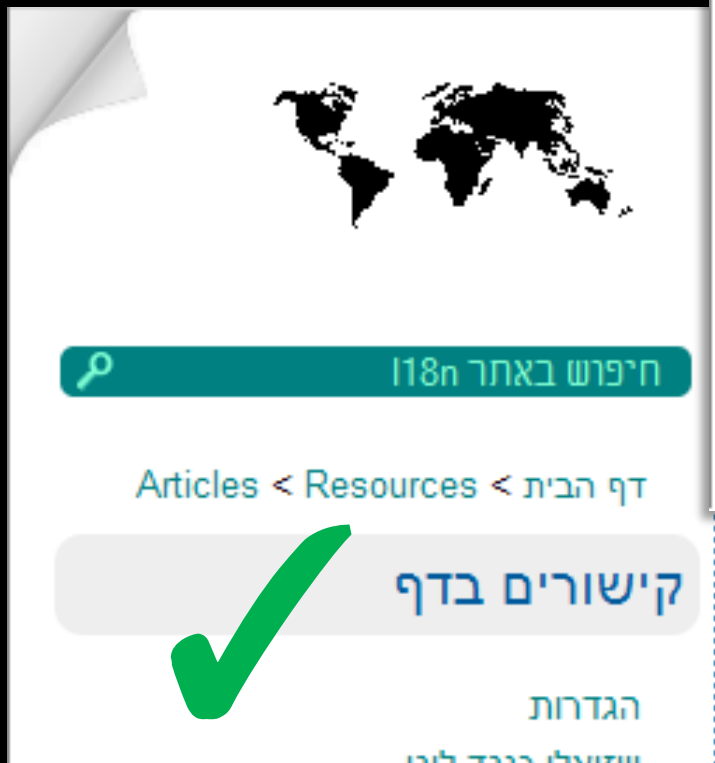 חיפוש באתר I18n
דף הבית > Resources > Articles
קישורים בדף
הגדרות